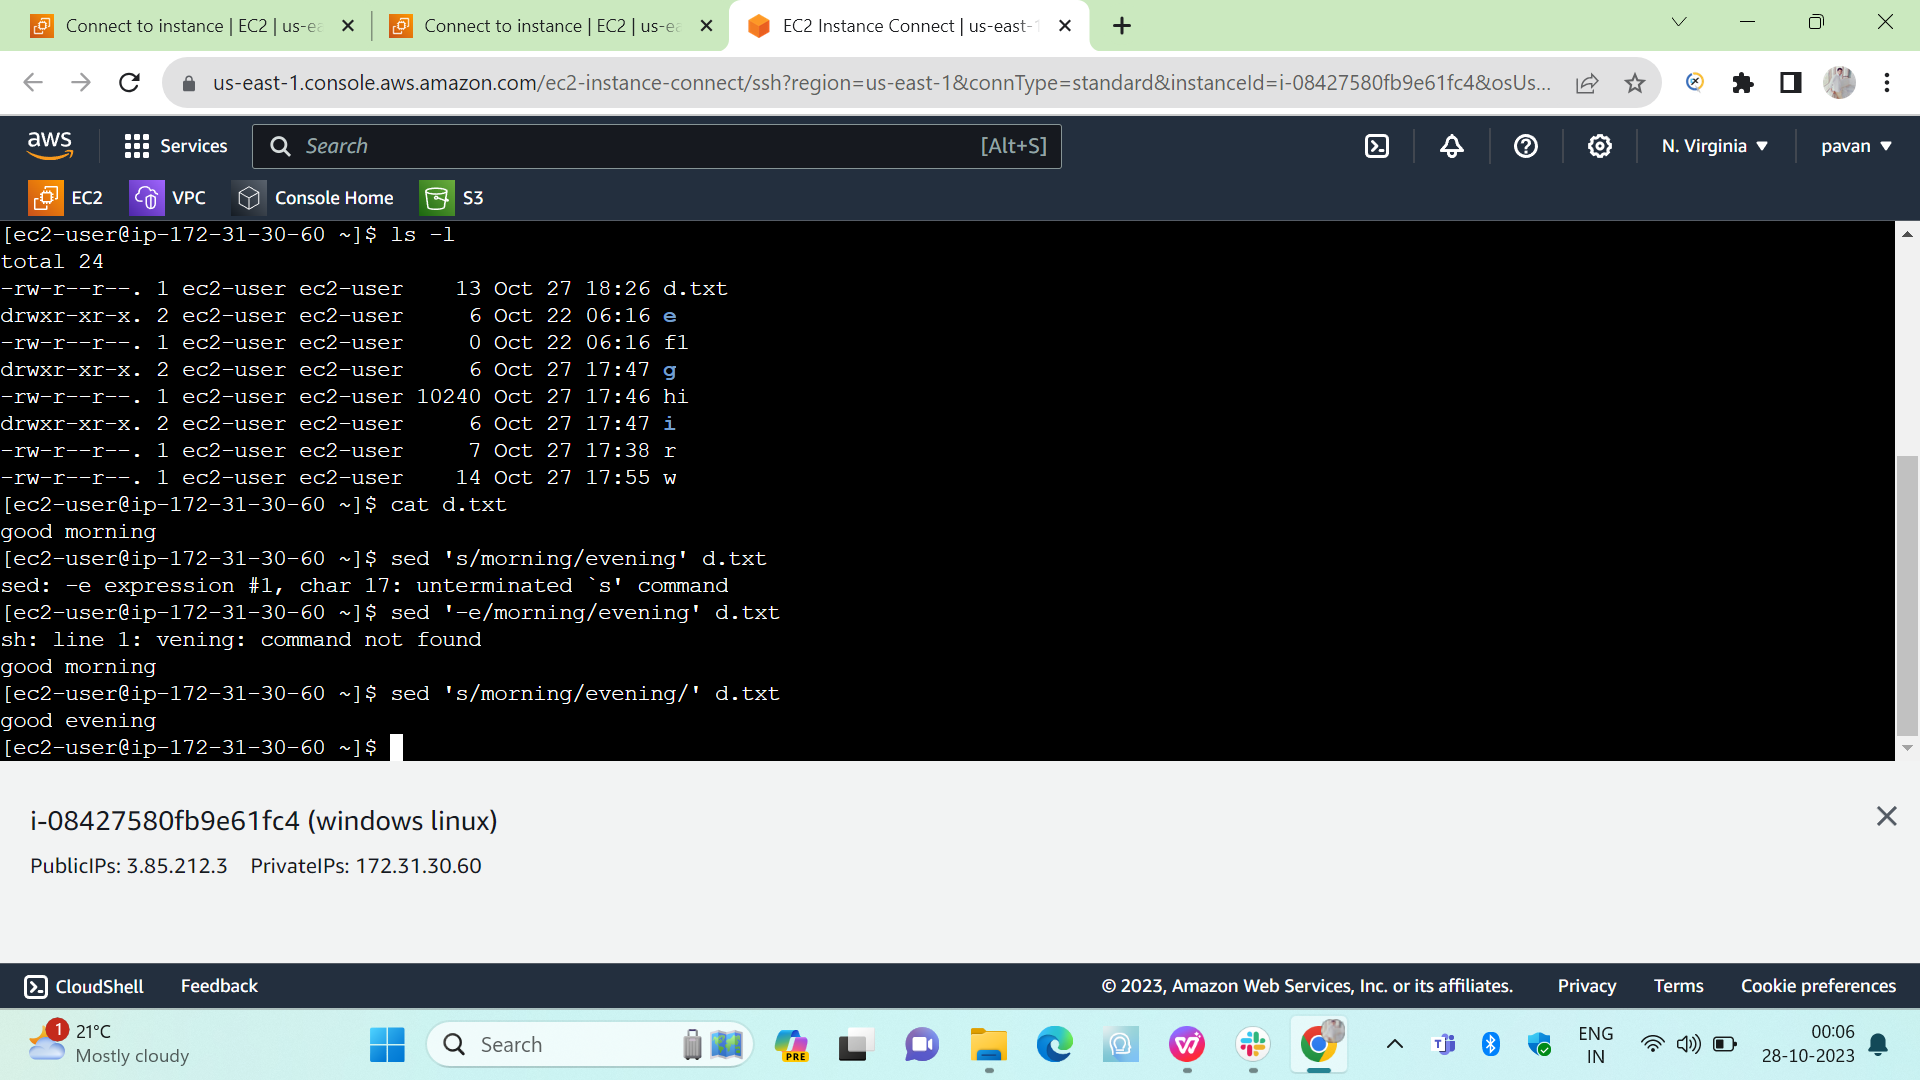 Connect to instance | EC2 | us-ea
Connect to instance | EC2 | us-ea
EC2 Instance Connect | us-east-1
us-east-1.console.aws.amazon.com/ec2-instance-connect/ssh?region=us-east-1&connType=standard&instanceId=i-08427580fb9e61fc4&osUs...
aws
Services
Search
[Alt+S]
N. Virginia
pavan
EC2
VPC
Console Home
S3
[ec2-user@ip-172-31-30-60 ~]$ ls -l
total 24
-rw-r--r--. 1 ec2-user ec2-user    13 Oct 27 18:26 d.txt
drwxr-xr-x. 2 ec2-user ec2-user     6 Oct 22 06:16 e
-rw-r--r--. 1 ec2-user ec2-user     0 Oct 22 06:16 f1
drwxr-xr-x. 2 ec2-user ec2-user     6 Oct 27 17:47 g
-rw-r--r--. 1 ec2-user ec2-user 10240 Oct 27 17:46 hi
drwxr-xr-x. 2 ec2-user ec2-user     6 Oct 27 17:47 i
-rw-r--r--. 1 ec2-user ec2-user     7 Oct 27 17:38 r
-rw-r--r--. 1 ec2-user ec2-user    14 Oct 27 17:55 w
[ec2-user@ip-172-31-30-60 ~]$ cat d.txt
good morning
[ec2-user@ip-172-31-30-60 ~]$ sed 's/morning/evening' d.txt
sed: -e expression #1, char 17: unterminated `s' command
[ec2-user@ip-172-31-30-60 ~]$ sed '-e/morning/evening' d.txt
sh: line 1: vening: command not found
good morning
[ec2-user@ip-172-31-30-60 ~]$ sed 's/morning/evening/' d.txt
good evening
[ec2-user@ip-172-31-30-60 ~]$
i-08427580fb9e61fc4 (windows linux)
PublicIPs: 3.85.212.3    PrivateIPs: 172.31.30.60
CloudShell
Feedback
© 2023, Amazon Web Services, Inc. or its affiliates.
Privacy
Terms
Cookie preferences
1
21°C
Mostly cloudy
Search
PRE
ENG
IN
00:06
28-10-2023